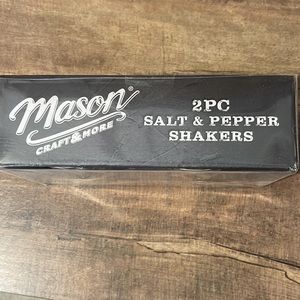 Mason®
CRAFT&MORE
2PC
SALT & PEPPER
SHAKERS